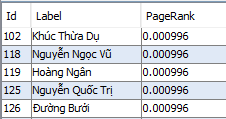 Id Label PageRank
102 Khúc Thừa Dụ 0.000996
118 Nguyễn Ngọc Vũ 0.000996
119 Hoàng Ngân 0.000996
125 Nguyễn Quốc Trị 0.000996
126 Đường Bưởi 0.000996